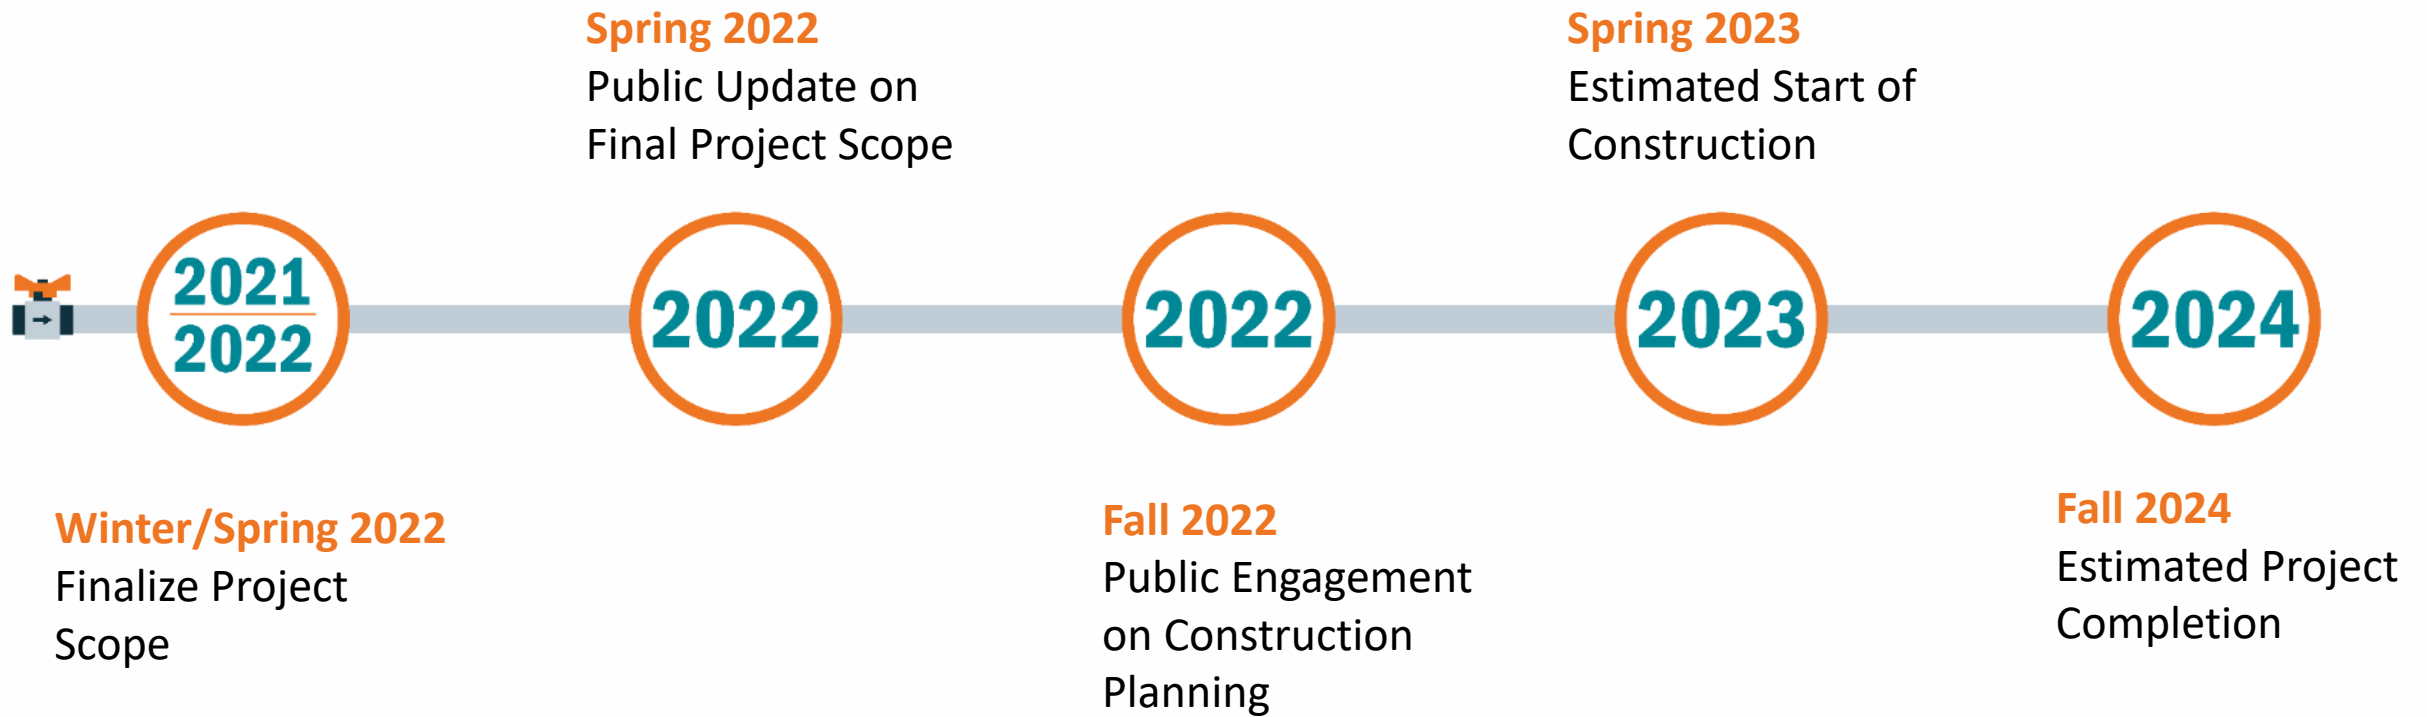 Spring 2022
Public Update on
Final Project Scope
Spring 2023
Estimated Start of
Construction
2021
2022
2022
2022
2023
2024
Winter/Spring 2022
Finalize Project
Scope
Fall 2022
Public Engagement
on Construction
Planning
Fall 2024
Estimated Project
Completion